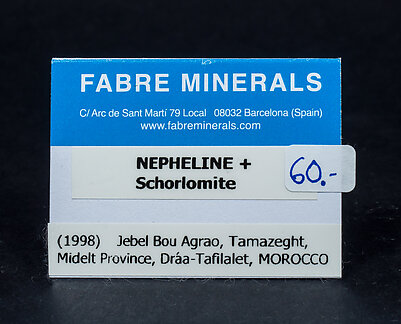 FABRE MINERALS
C/ Arc de Sant Martí 79 Local 08032 Barcelona (Spain)
www.fabreminerals.com
NEPHELINE +
Schorlomite
60.-
(1998) Jebel Bou Agrao, Tamazeght,
Midelt Province, Dráa-Tafilalet, MOROCCO